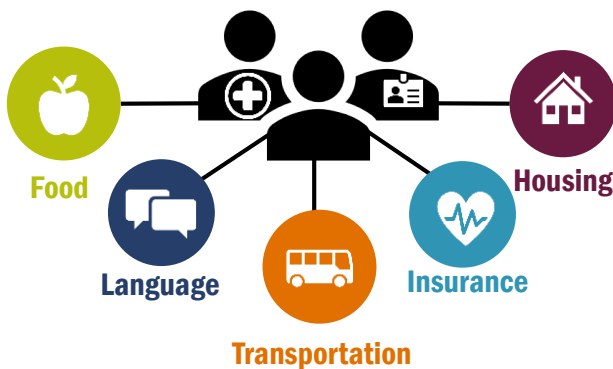 Food
Housing
Language
Insurance
Transportation